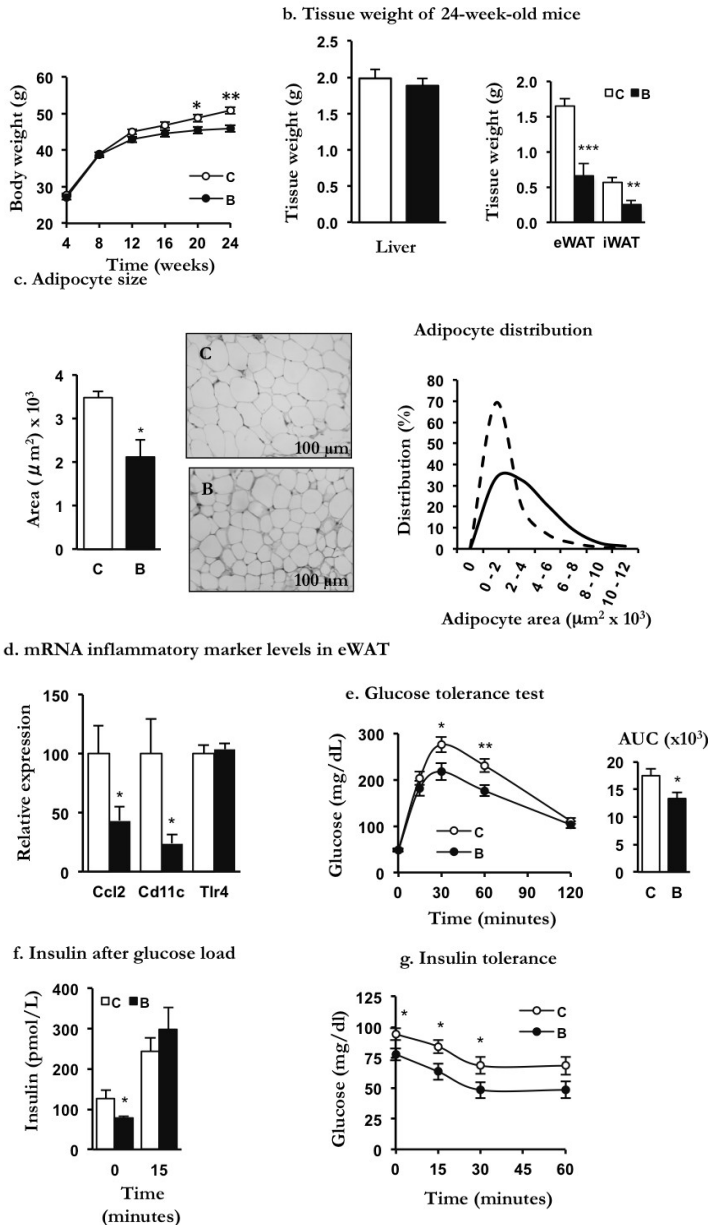 b. Tissue weight of 24-week-old mice
Body weight (g)
60
50
40
30
20
4 8 12 16 20 24
Time (weeks)
* **
C
B
Tissue weight (g)
2.5
2.0
1.5
1.0
0.5
0.0
Liver
Tissue weight (g)
2.0
1.5
1.0
0.5
0.0
C B
***
**
eWAT iWAT
c. Adipocyte size
Area (μm²) x 10³
4
3
2
1
0
*
C B
C
100 μm
B
100 μm
Adipocyte distribution
Distribution (%)
80
70
60
50
40
30
20
10
0
0 0 - 2 2 - 4 4 - 6 6 - 8 8 - 10 10 - 12
Adipocyte area (μm² x 10³)
d. mRNA inflammatory marker levels in eWAT
Relative expression
150
100
50
0
*
*
Ccl2 Cd11c Tlr4
e. Glucose tolerance test
Glucose (mg/dL)
300
200
100
0
* **
C
B
0 30 60 120
Time (minutes)
AUC (x10³)
20
15
10
5
0
*
C B
f. Insulin after glucose load
Insulin (pmol/L)
400
300
200
100
0
C B
*
0 15
Time
(minutes)
g. Insulin tolerance
Glucose (mg/dl)
125
100
75
50
25
0
* * *
C
B
0 15 30 60
Time (minutes)